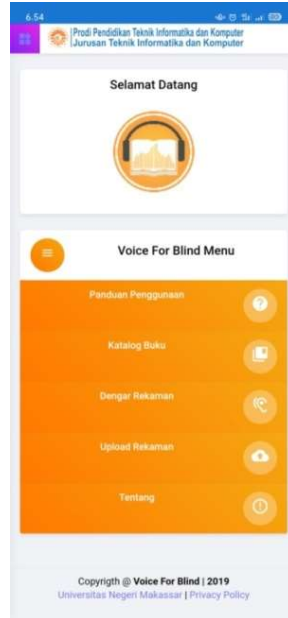 6.54
Prodi Pendidikan Teknik Informatika dan Komputer
Jurusan Teknik Informatika dan Komputer
Selamat Datang
Voice For Blind Menu
Panduan Penggunaan
Katalog Buku
Dengar Rekaman
Upload Rekaman
Tentang
Copyrigth @ Voice For Blind | 2019
Universitas Negeri Makassar | Privacy Policy